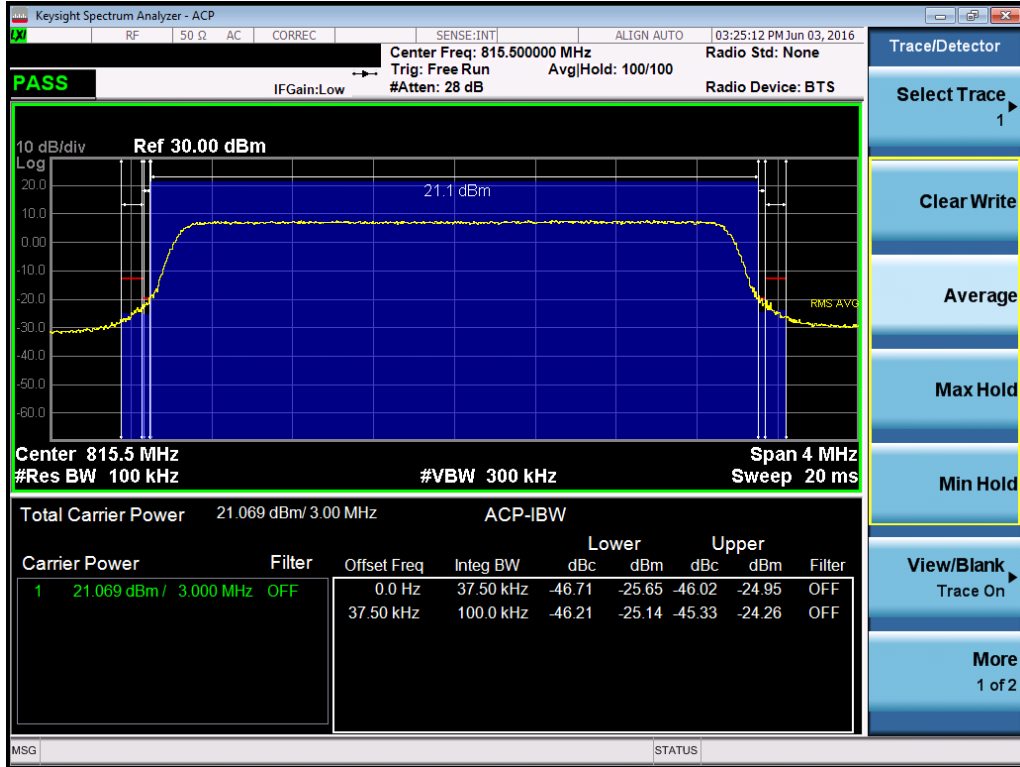 Keysight Spectrum Analyzer - ACP
LXI RF 50 Ω AC CORREC SENSE:INT ALIGN AUTO 03:25:12 PM Jun 03, 2016
Center Freq: 815.500000 MHz Radio Std: None
Trig: Free Run Avg|Hold: 100/100
PASS IFGain:Low #Atten: 28 dB Radio Device: BTS
10 dB/div Ref 30.00 dBm
Log
20.0
10.0
0.00
-10.0
-20.0
-30.0
-40.0
-50.0
-60.0
21.1 dBm
RMS AVG
Center 815.5 MHz Span 4 MHz
#Res BW 100 kHz #VBW 300 kHz Sweep 20 ms
Total Carrier Power 21.069 dBm/ 3.00 MHz ACP-IBW
Lower Upper
Carrier Power Filter Offset Freq Integ BW dBc dBm dBc dBm Filter
1 21.069 dBm / 3.000 MHz OFF 0.0 Hz 37.50 kHz -46.71 -25.65 -46.02 -24.95 OFF
37.50 kHz 100.0 kHz -46.21 -25.14 -45.33 -24.26 OFF
MSG STATUS
Trace/Detector
Select Trace
1
Clear Write
Average
Max Hold
Min Hold
View/Blank
Trace On
More
1 of 2